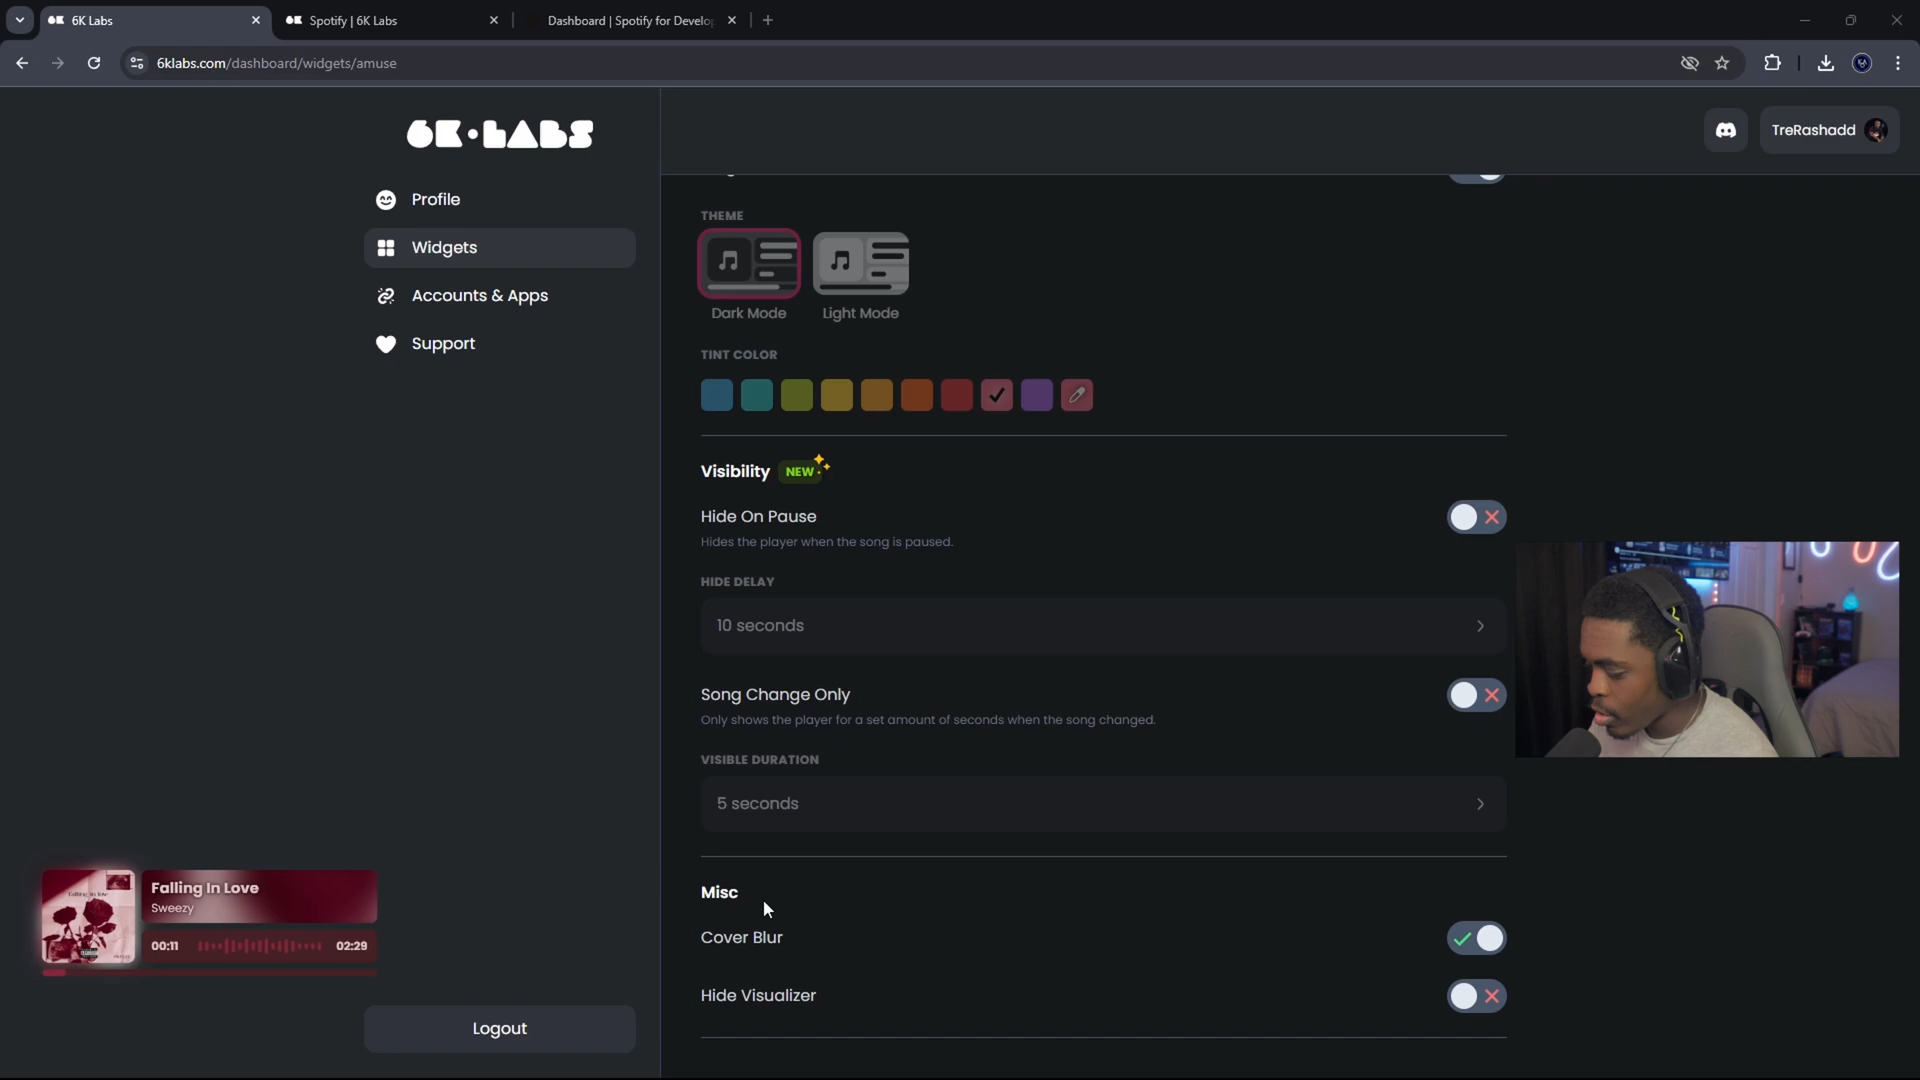 6K Labs
Spotify | 6K Labs
Dashboard | Spotify for Develo
6klabs.com/dashboard/widgets/amuse
6K•LABS
TreRashadd
Profile
Widgets
Accounts & Apps
Support
THEME
Dark Mode
Light Mode
TINT COLOR
Visibility
NEW
Hide On Pause
Hides the player when the song is paused.
HIDE DELAY
10 seconds
Song Change Only
Only shows the player for a set amount of seconds when the song changed.
VISIBLE DURATION
5 seconds
Misc
Cover Blur
Hide Visualizer
Falling In Love
Sweezy
00:11
02:29
Logout